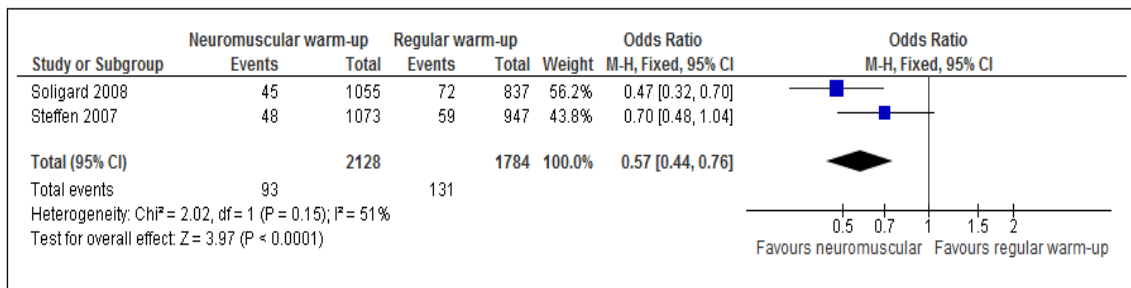 Neuromuscular warm-up Regular warm-up Odds Ratio Odds Ratio
Study or Subgroup Events Total Events Total Weight M-H, Fixed, 95% CI M-H, Fixed, 95% CI
Soligard 2008 45 1055 72 837 56.2% 0.47 [0.32, 0.70]
Steffen 2007 48 1073 59 947 43.8% 0.70 [0.48, 1.04]
Total (95% CI) 2128 1784 100.0% 0.57 [0.44, 0.76]
Total events 93 131
Heterogeneity: Chi² = 2.02, df = 1 (P = 0.15); I² = 51%
Test for overall effect: Z = 3.97 (P < 0.0001)
0.5 0.7 1 1.5 2
Favours neuromuscular Favours regular warm-up